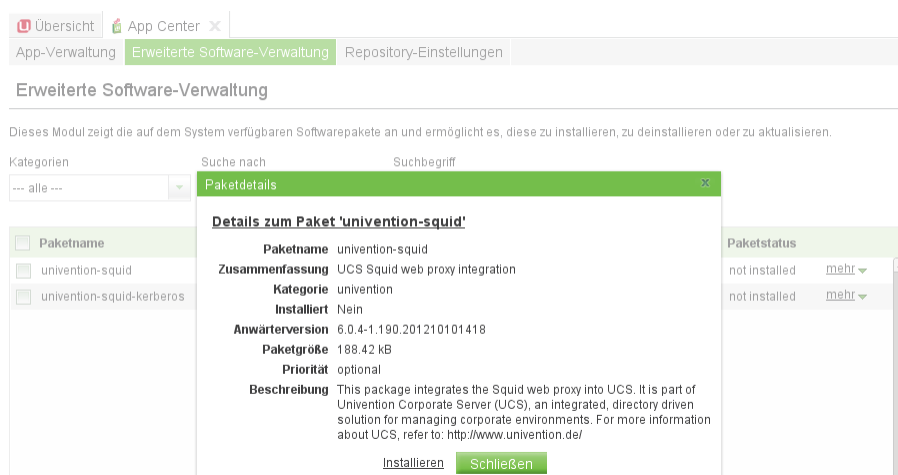 Übersicht App Center
App-Verwaltung Erweiterte Software-Verwaltung Repository-Einstellungen
Erweiterte Software-Verwaltung
Dieses Modul zeigt die auf dem System verfügbaren Softwarepakete an und ermöglicht es, diese zu installieren, zu deinstallieren oder zu aktualisieren.
Kategorien Suche nach Suchbegriff
--- alle ---
Paketdetails
Details zum Paket 'univention-squid'
Paketname univention-squid
Zusammenfassung UCS Squid web proxy integration
Kategorie univention
Installiert Nein
Anwärterversion 6.0.4-1.190.201210101418
Paketgröße 188.42 kB
Priorität optional
Beschreibung This package integrates the Squid web proxy into UCS. It is part of
Univention Corporate Server (UCS), an integrated, directory driven
solution for managing corporate environments. For more information
about UCS, refer to: http://www.univention.de/
Installieren Schließen
Paketname Paketstatus
univention-squid not installed mehr
univention-squid-kerberos not installed mehr